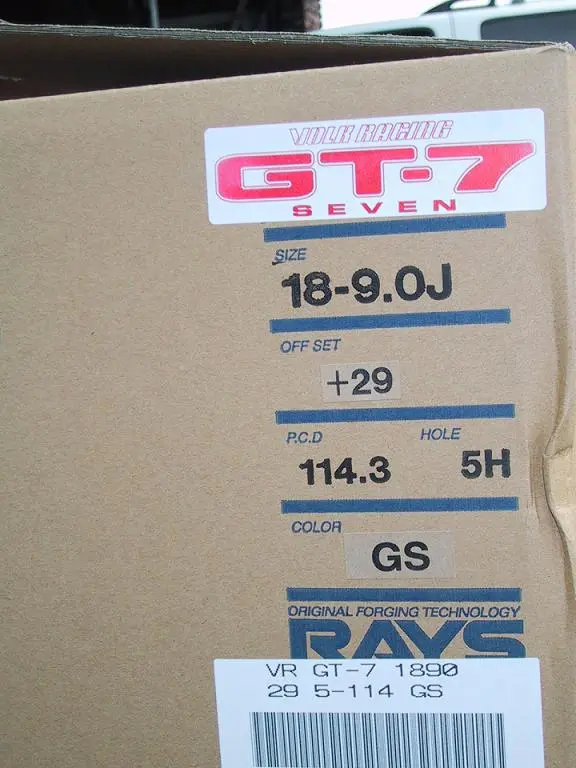 VOLK RACING
GT-7
SEVEN
SIZE
18-9.0J
OFF SET
+29
P.C.D HOLE
114.3 5H
COLOR
GS
ORIGINAL FORGING TECHNOLOGY
RAYS
VR GT-7 1890
29 5-114 GS